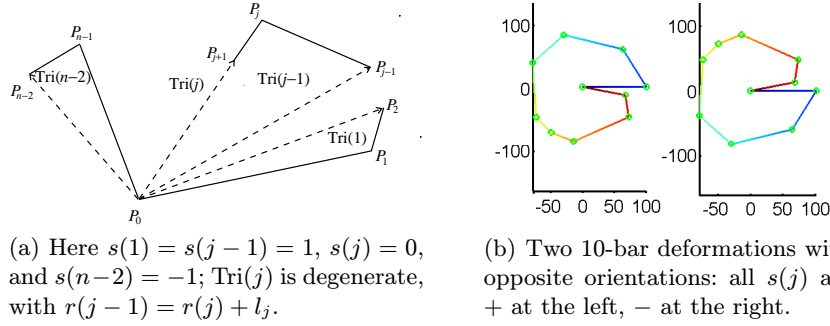 P_j
P_{n-1}
P_{j+1}
Tri(n−2)
Tri(j)
Tri(j−1)
P_{j-1}
P_{n-2}
P_2
Tri(1)
P_1
P_0
100
0
-100
-50 0 50 100
100
0
-100
-50 0 50 100
(a) Here s(1) = s(j − 1) = 1, s(j) = 0,
and s(n−2) = −1; Tri(j) is degenerate,
with r(j − 1) = r(j) + l_j.
(b) Two 10-bar deformations
opposite orientations: all s(j)
+ at the left, − at the right.